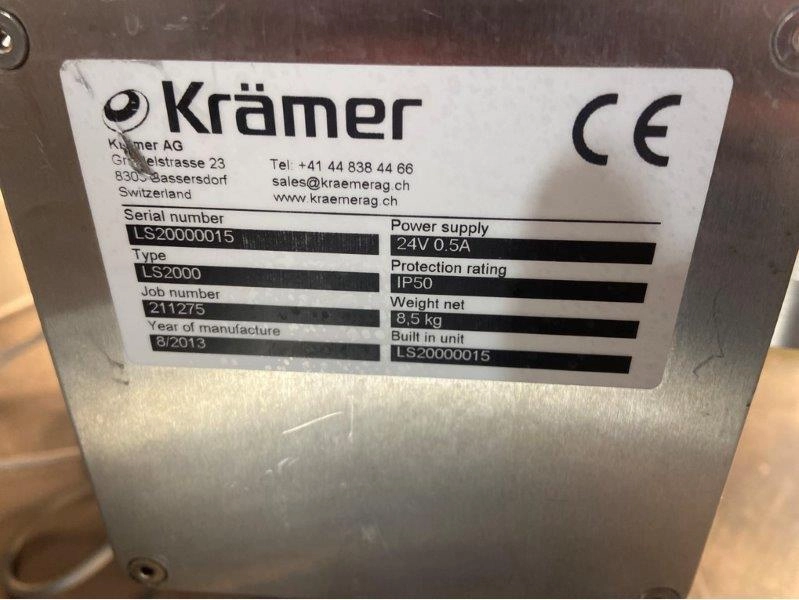 Krämer
CE
AG
23
Bassersdorf
Switzerland
Tel: +41 44 838 44 66
sales@kraemerag.ch
www.kraemerag.ch
Serial number
LS20000015
Type
LS2000
Job number
211275
Year of manufacture
8/2013
Power supply
24V 0.5A
Protection rating
IP50
Weight net
8,5 kg
Built in unit
LS20000015